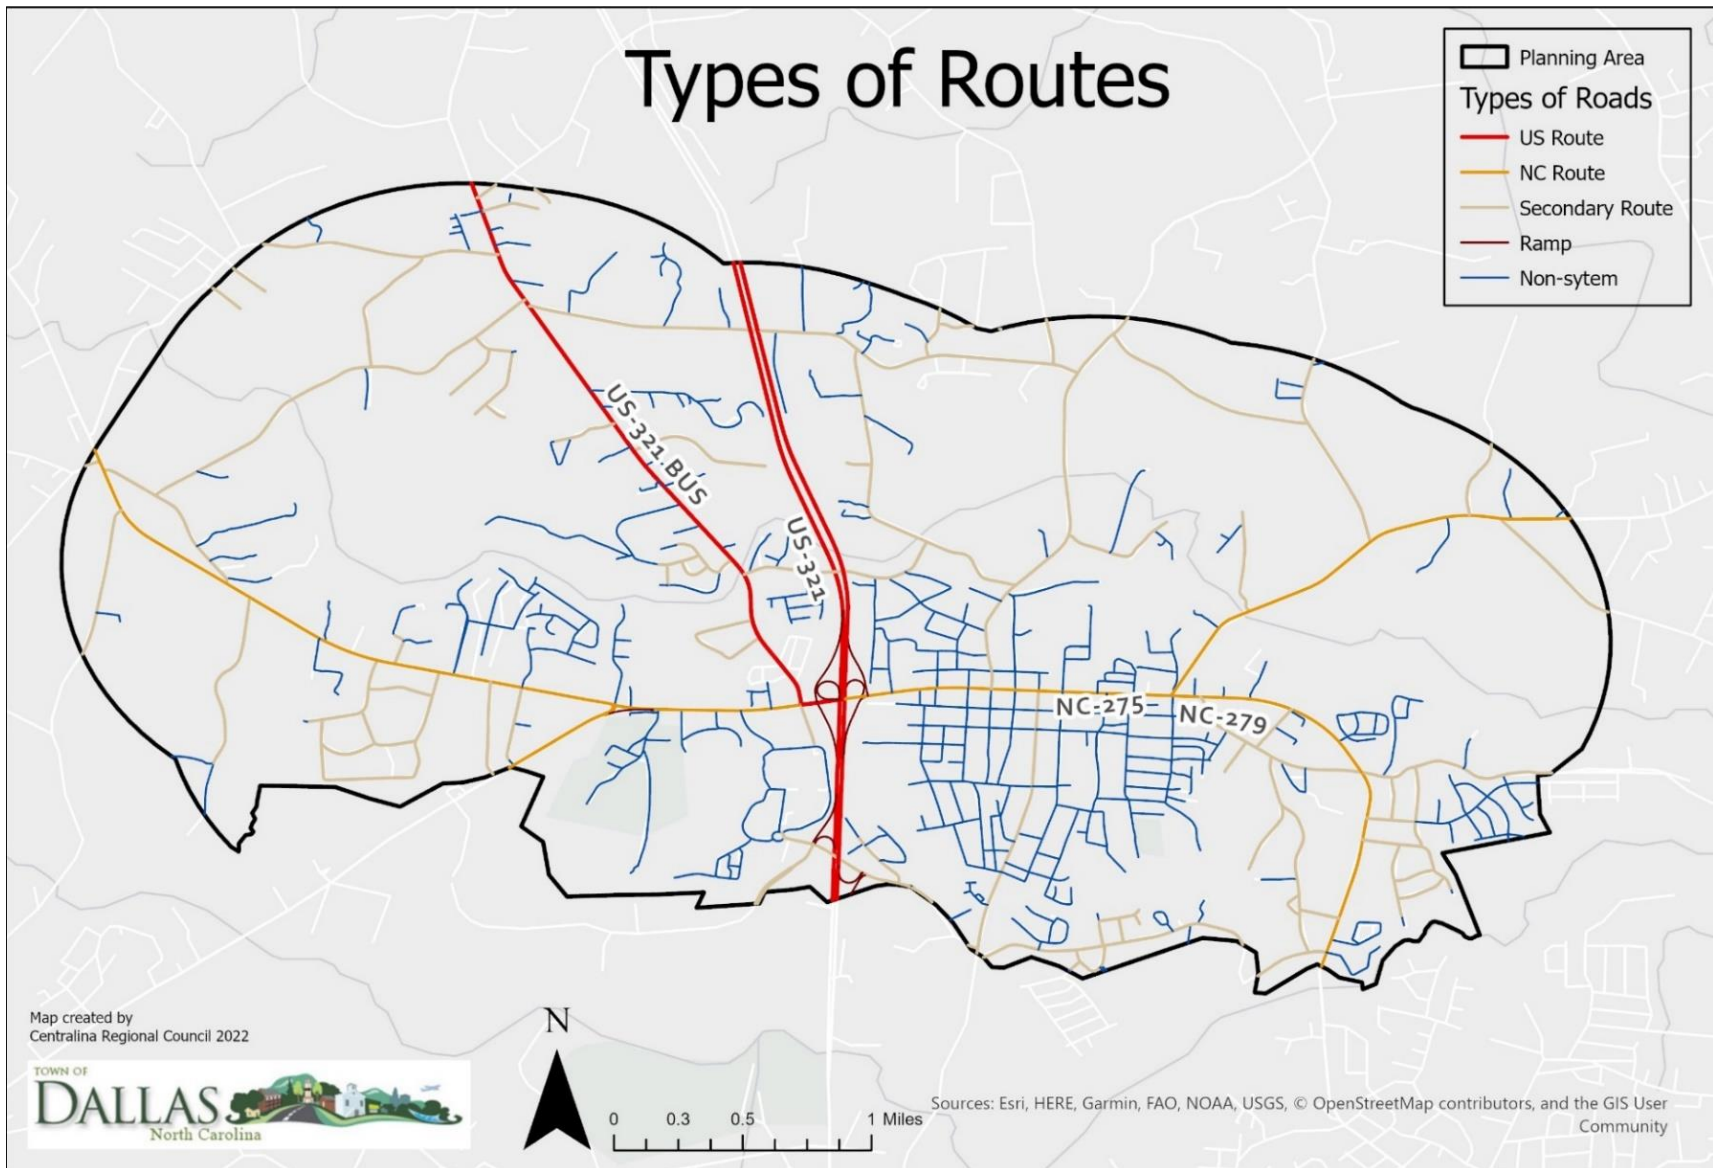 Types of Routes
Planning Area
Types of Roads
US Route
NC Route
Secondary Route
Ramp
Non-sytem
US-321 BUS
US-321
NC-275
NC-279
Map created by
Centralina Regional Council 2022
TOWN OF
DALLAS
North Carolina
N
0 0.3 0.5 1 Miles
Sources: Esri, HERE, Garmin, FAO, NOAA, USGS, © OpenStreetMap contributors, and the GIS User
Community